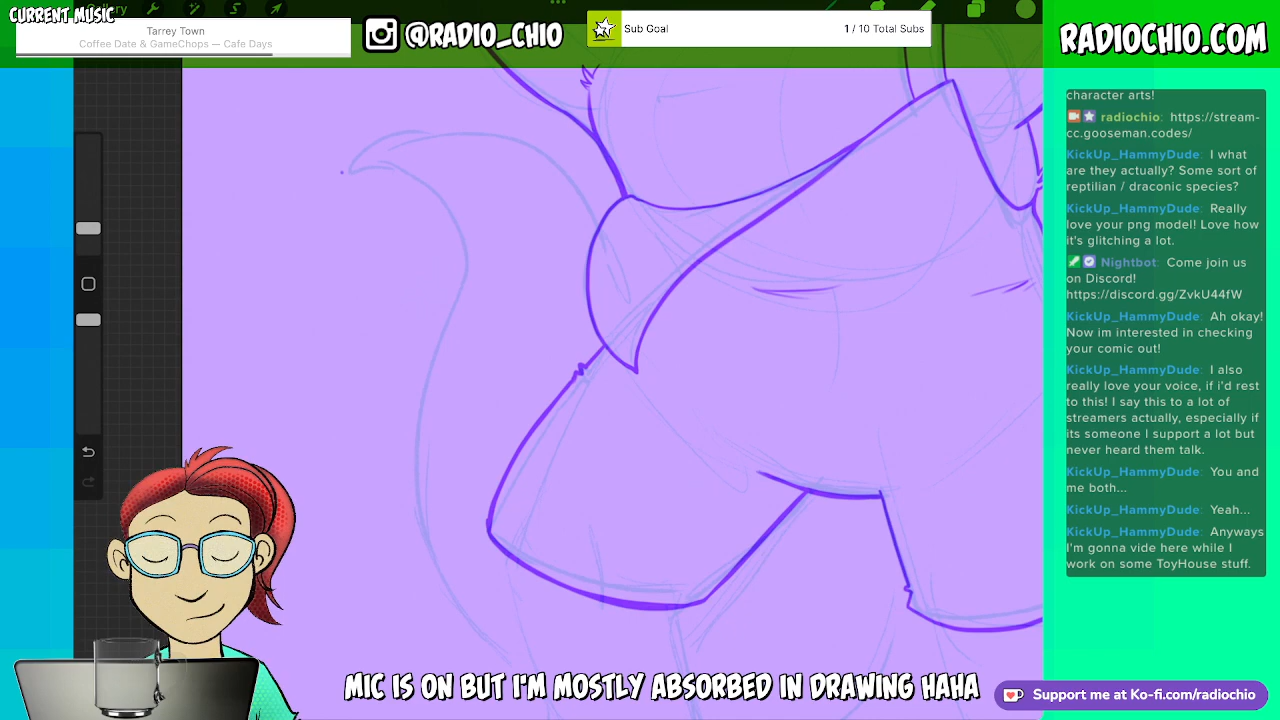 Gallery
CURRENT MUSIC
Tarrey Town
Coffee Date & GameChops — Cafe Days
@RADIO_CHIO
Sub Goal
1 / 10 Total Subs
RADIOCHIO.COM
character arts!
radiochio: https://stream-
cc.gooseman.codes/
KickUp_HammyDude: I what
are they actually? Some sort of
reptilian / draconic species?
KickUp_HammyDude: Really
love your png model! Love how
it's glitching a lot.
Nightbot: Come join us
on Discord!
https://discord.gg/ZvkU44fW
KickUp_HammyDude: Ah okay!
Now im interested in checking
your comic out!
KickUp_HammyDude: I also
really love your voice, if i'd rest
to this! I say this to a lot of
streamers actually, especially if
its someone I support a lot but
never heard them talk.
KickUp_HammyDude: You and
me both...
KickUp_HammyDude: Yeah...
KickUp_HammyDude: Anyways
I'm gonna vide here while I
work on some ToyHouse stuff.
MIC IS ON BUT I'M MOSTLY ABSORBED IN DRAWING HAHA
Support me at Ko-fi.com/radiochio